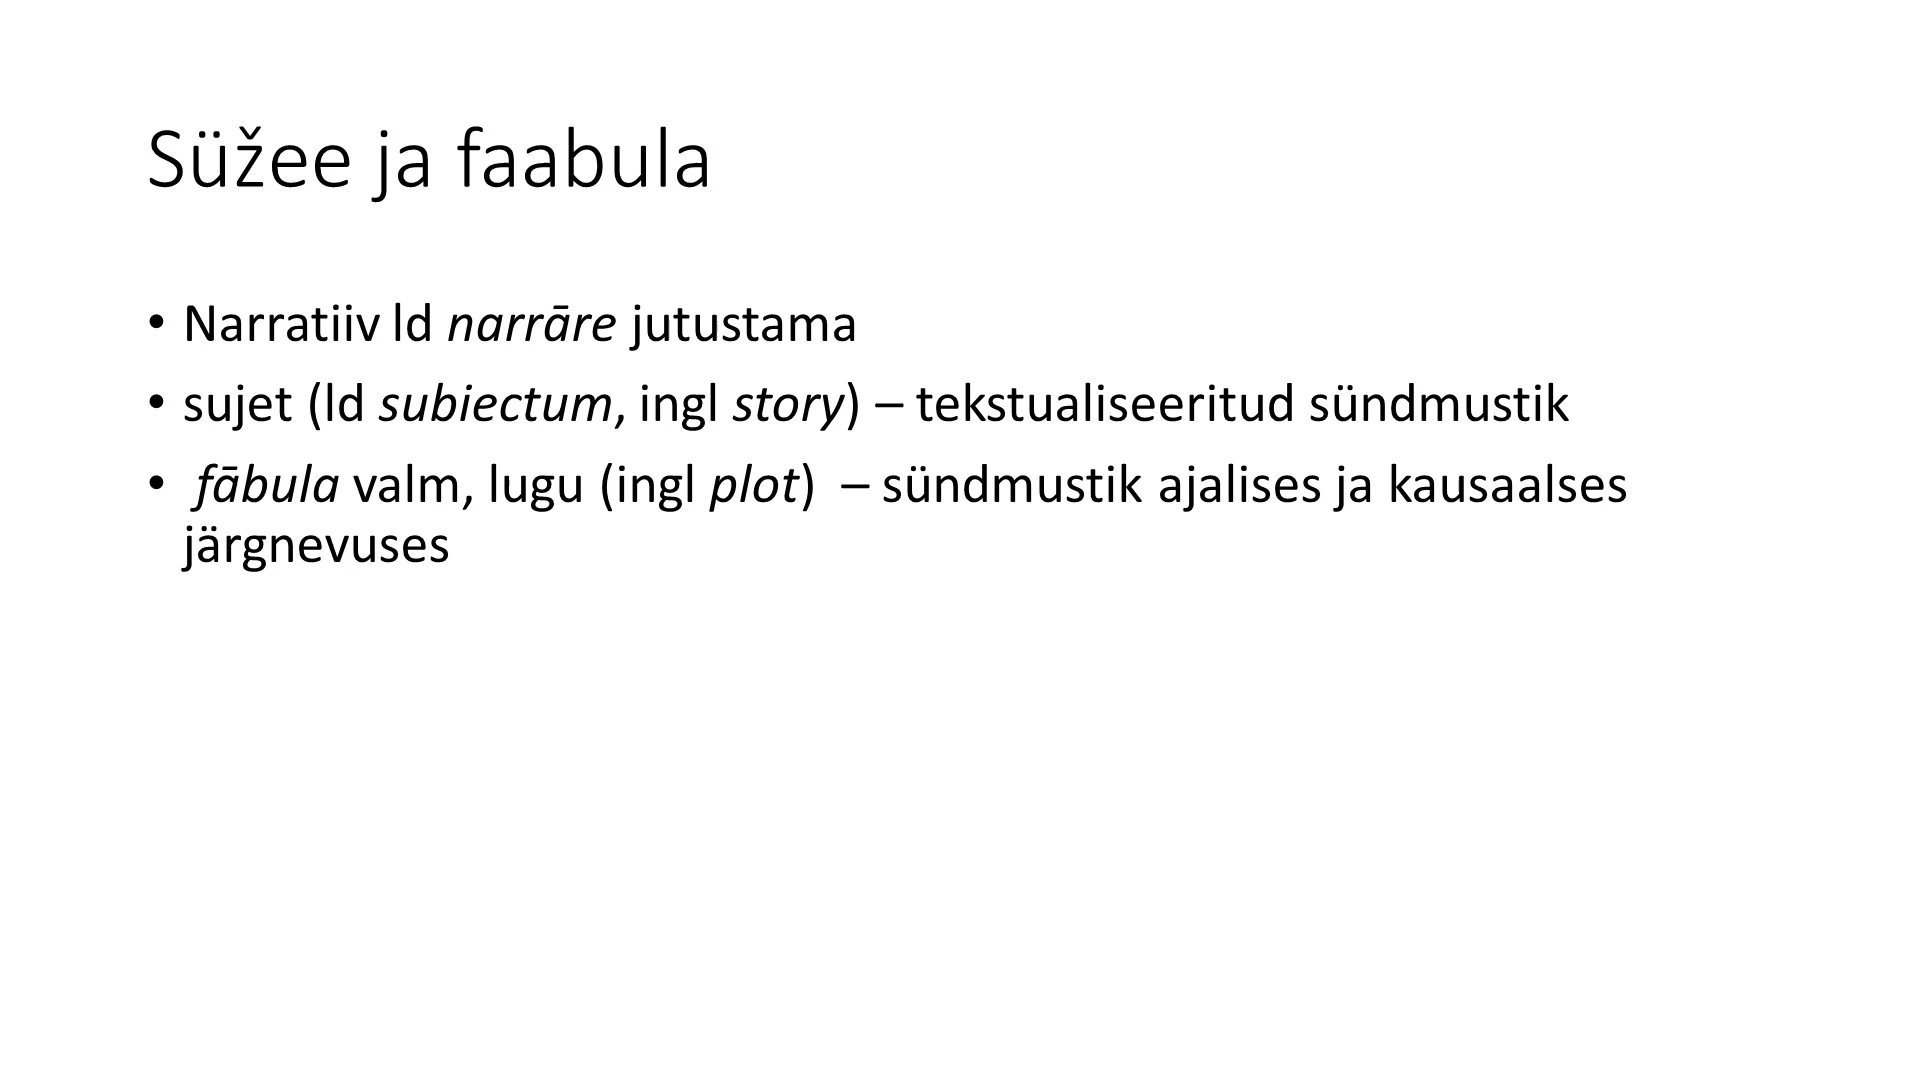 Süžee ja faabula
• Narratiiv ld narrāre jutustama
• sujet (ld subiectum, ingl story) – tekstualiseeritud sündmustik
• fābula valm, lugu (ingl plot) – sündmustik ajalises ja kausaalses
järgnevuses